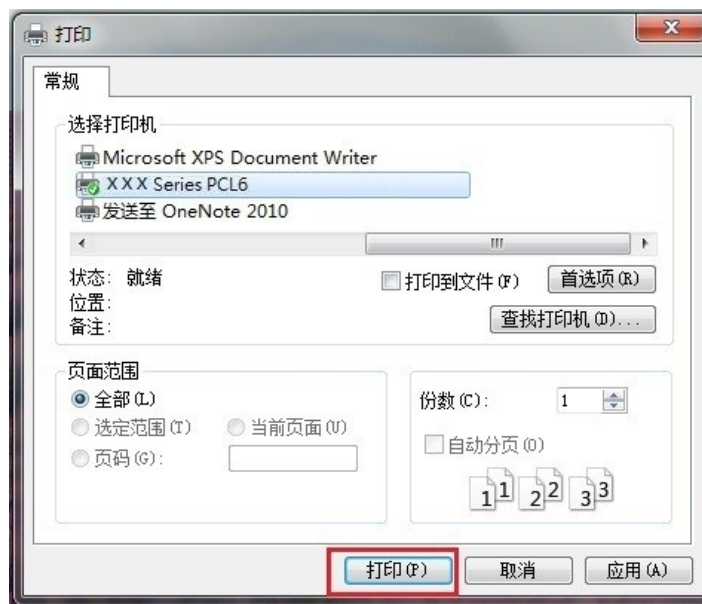 打印
常规
选择打印机
Microsoft XPS Document Writer
XXX Series PCL6
发送至 OneNote 2010
状态: 就绪
打印到文件(F) 首选项(R)
位置:
查找打印机(D)...
备注:
页面范围
全部(L)
份数(C): 1
选定范围(T) 当前页面(U)
自动分页(O)
页码(G):
11 22 33
打印(P) 取消 应用(A)